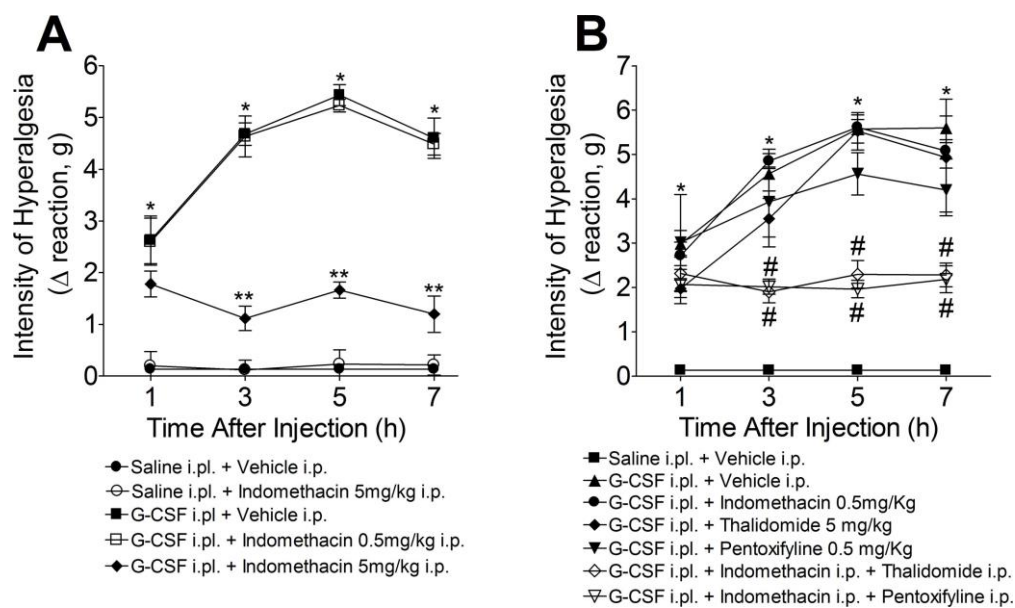 A
Intensity of Hyperalgesia
(Δ reaction, g)
6
5
4
3
2
1
0
*
*
*
*
**
**
**
1 3 5 7
Time After Injection (h)
Saline i.pl. + Vehicle i.p.
Saline i.pl. + Indomethacin 5mg/kg i.p.
G-CSF i.pl + Vehicle i.p.
G-CSF i.pl. + Indomethacin 0.5mg/kg i.p.
G-CSF i.pl. + Indomethacin 5mg/kg i.p.
B
Intensity of Hyperalgesia
(Δ reaction, g)
7
6
5
4
3
2
1
0
*
*
*
*
#
#
#
#
#
#
1 3 5 7
Time After Injection (h)
Saline i.pl. + Vehicle i.p.
G-CSF i.pl. + Vehicle i.p.
G-CSF i.pl. + Indomethacin 0.5mg/Kg
G-CSF i.pl. + Thalidomide 5 mg/kg
G-CSF i.pl. + Pentoxifyline 0.5 mg/Kg
G-CSF i.pl. + Indomethacin i.p. + Thalidomide i.p.
G-CSF i.pl. + Indomethacin i.p. + Pentoxifyline i.p.